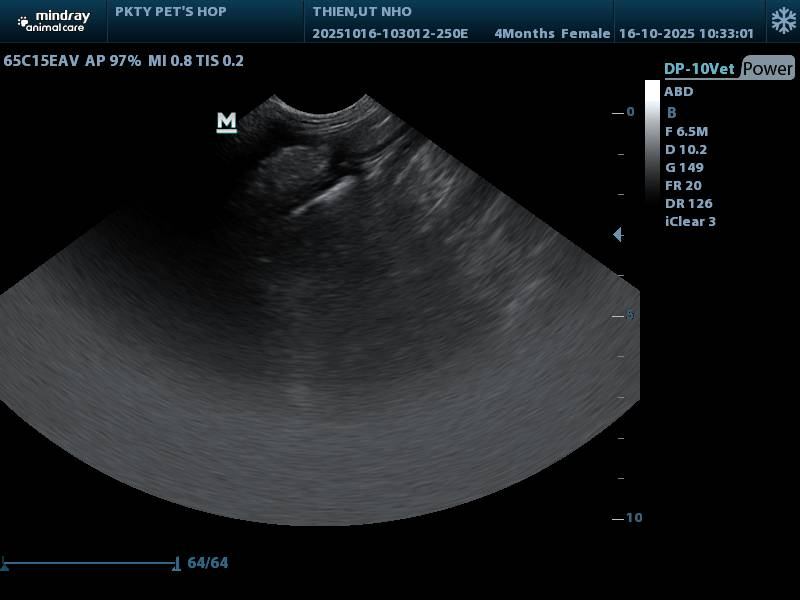 mindray
animal care
PKTY PET'S HOP
THIEN,UT NHO
20251016-103012-250E 4Months Female 16-10-2025 10:33:01
65C15EAV AP 97% MI 0.8 TIS 0.2
DP-10Vet Power
M
ABD
B
F 6.5M
D 10.2
G 149
FR 20
DR 126
iClear 3
0
5
10
64/64